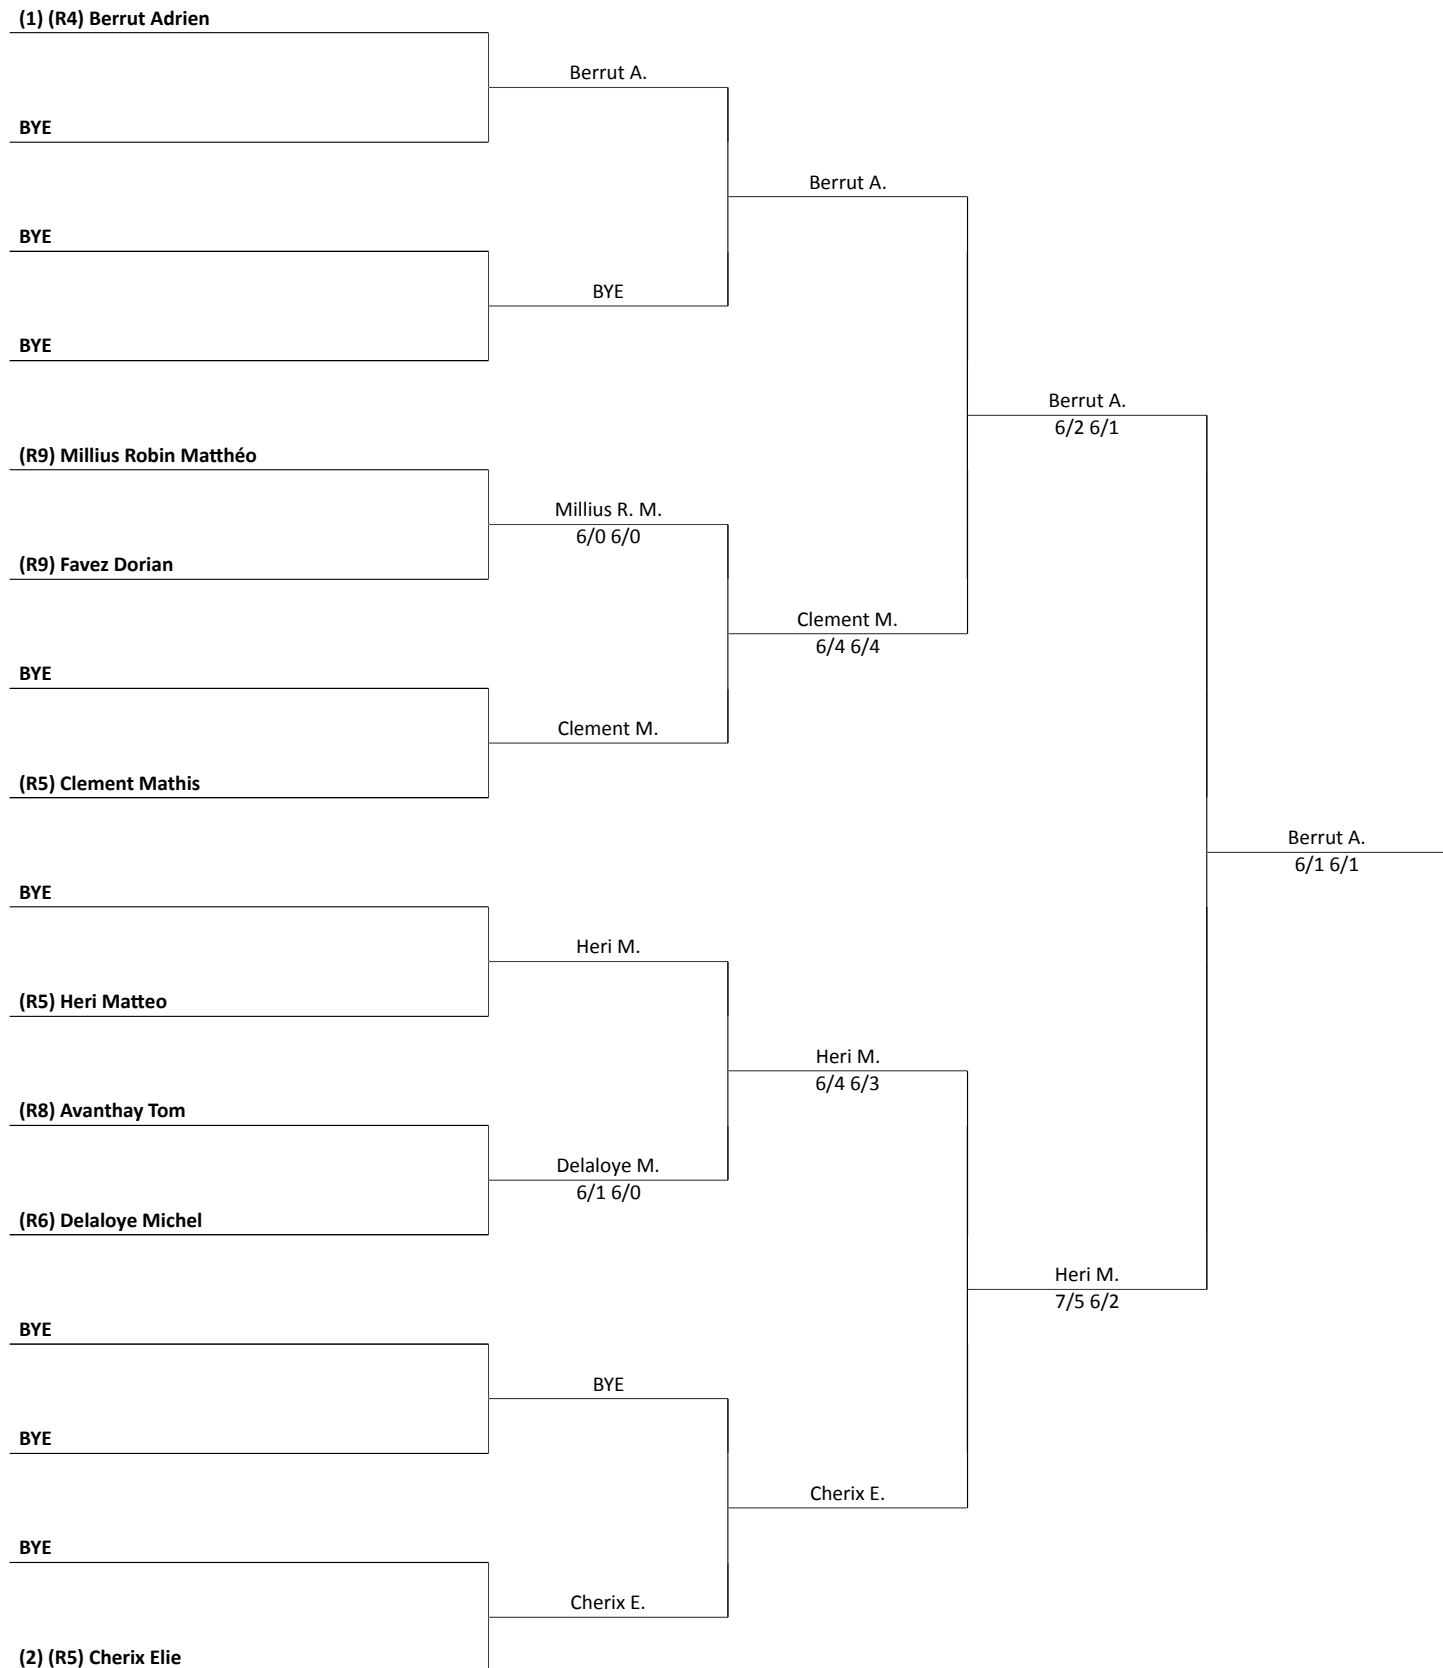 (1) (R4) Berrut Adrien
Berrut A.
BYE
Berrut A.
BYE
BYE
BYE
Berrut A.
6/2 6/1
(R9) Millius Robin Matthéo
Millius R. M.
6/0 6/0
(R9) Favez Dorian
Clement M.
6/4 6/4
BYE
Clement M.
(R5) Clement Mathis
Berrut A.
6/1 6/1
BYE
Heri M.
(R5) Heri Matteo
Heri M.
6/4 6/3
(R8) Avanthay Tom
Delaloye M.
6/1 6/0
(R6) Delaloye Michel
Heri M.
7/5 6/2
BYE
BYE
BYE
Cherix E.
BYE
Cherix E.
(2) (R5) Cherix Elie